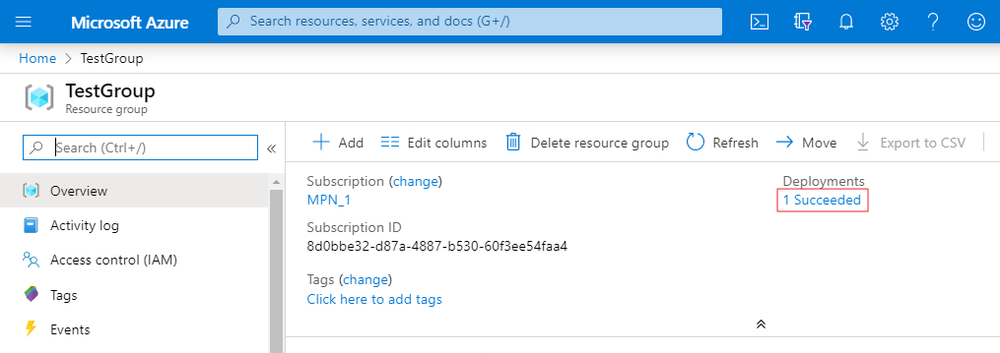 Microsoft Azure
Search resources, services, and docs (G+/)
Home > TestGroup
TestGroup
Resource group
Search (Ctrl+/)
Add
Edit columns
Delete resource group
Refresh
Move
Export to CSV
Overview
Activity log
Access control (IAM)
Tags
Events
Subscription (change)
MPN_1
Subscription ID
8d0bbe32-d87a-4887-b530-60f3ee54faa4
Tags (change)
Click here to add tags
Deployments
1 Succeeded